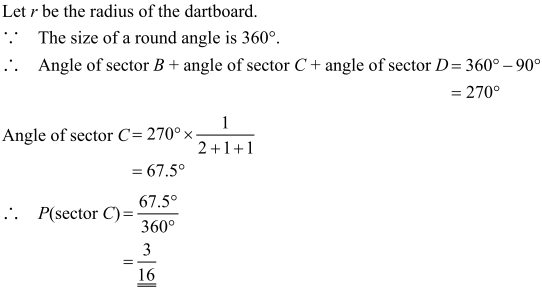 Let r be the radius of the dartboard.
∵ The size of a round angle is 360°.
∴ Angle of sector B + angle of sector C + angle of sector D = 360° − 90°
= 270°
Angle of sector C = 270° × 1/(2+1+1)
= 67.5°
∴ P(sector C) = 67.5°/360°
= 3/16